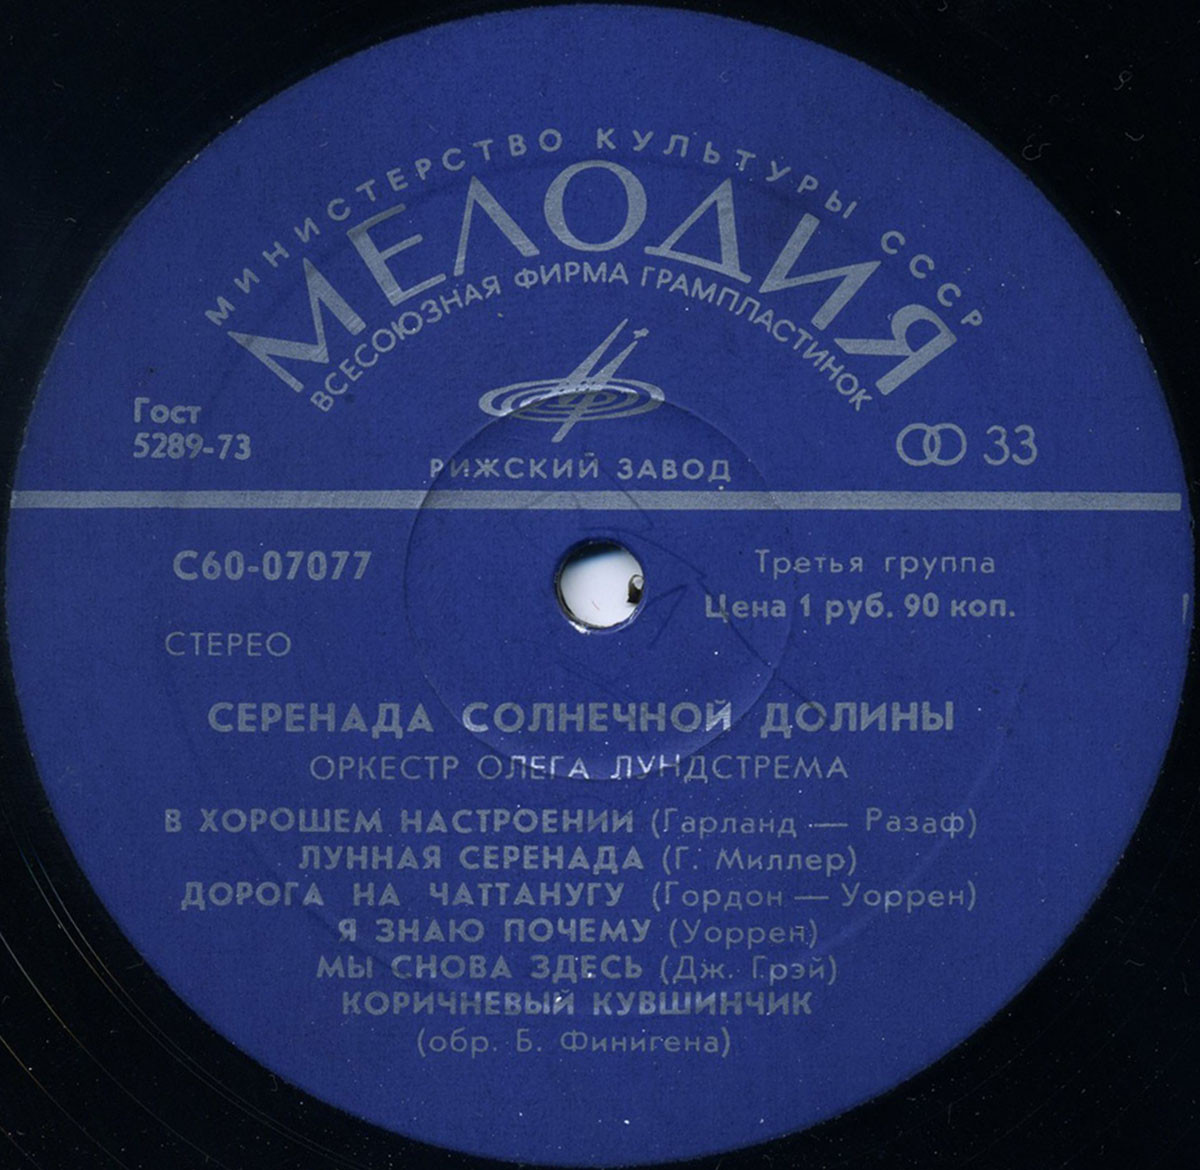 МИНИСТЕРСТВО КУЛЬТУРЫ СССР
МЕЛОДИЯ
ВСЕСОЮЗНАЯ ФИРМА ГРАМПЛАСТИНОК
Гост
5289-73
33
РИЖСКИЙ ЗАВОД
С60-07077
Третья группа
Цена 1 руб. 90 коп.
СТЕРЕО
СЕРЕНАДА СОЛНЕЧНОЙ ДОЛИНЫ
ОРКЕСТР ОЛЕГА ЛУНДСТРЕМА
В ХОРОШЕМ НАСТРОЕНИИ (Гарланд — Разаф)
ЛУННАЯ СЕРЕНАДА (Г. Миллер)
ДОРОГА НА ЧАТТАНУГУ (Гордон — Уоррен)
Я ЗНАЮ ПОЧЕМУ (Уоррен)
МЫ СНОВА ЗДЕСЬ (Дж. Грэй)
КОРИЧНЕВЫЙ КУВШИНЧИК
(обр. Б. Финигена)